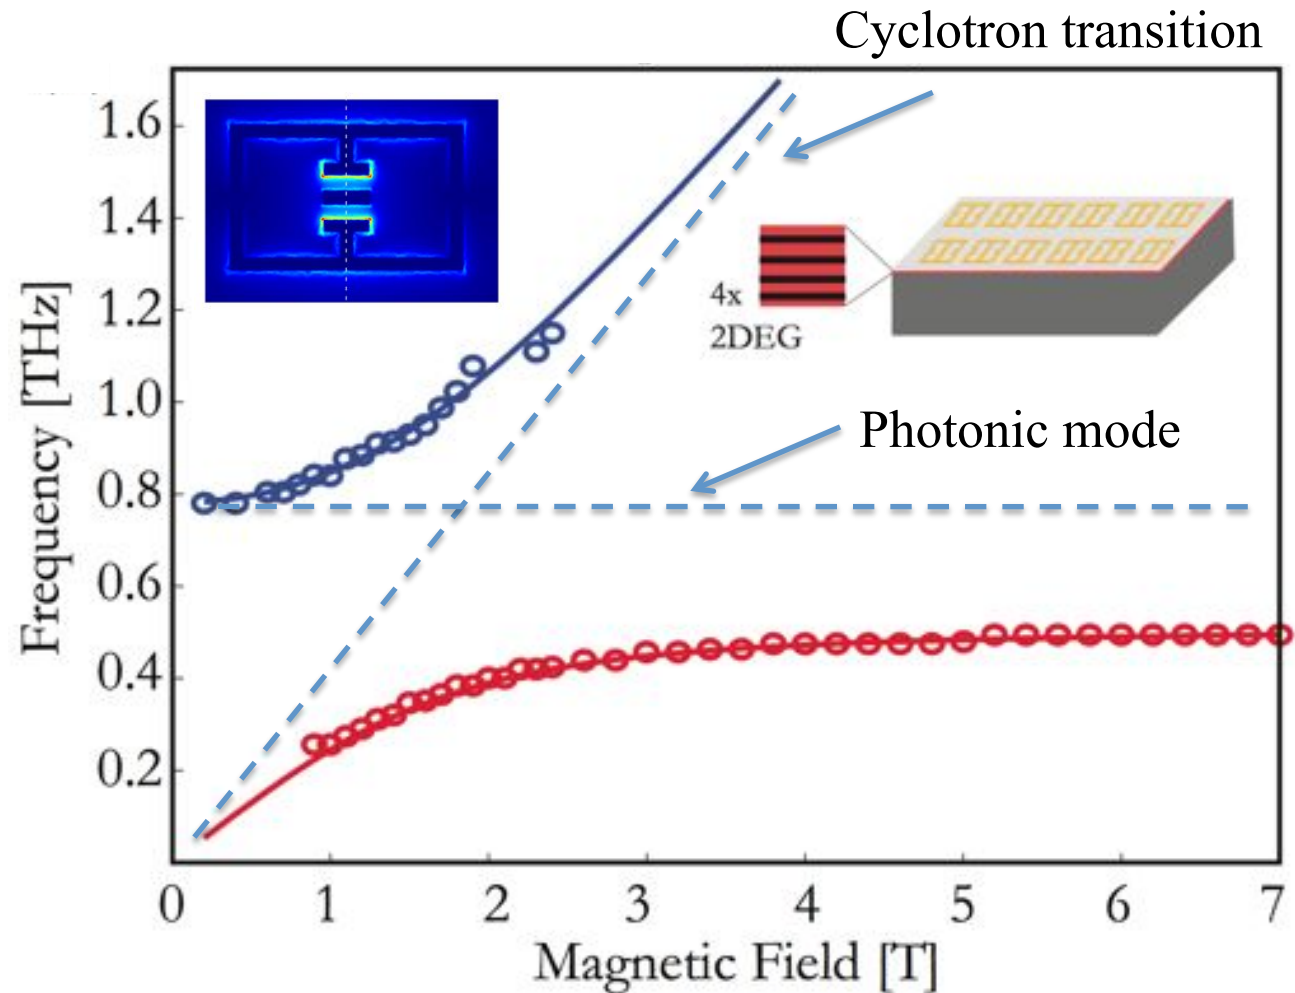 Cyclotron transition
1.6
1.4
1.2
1.0
0.8
0.6
0.4
0.2
Frequency [THz]
4x
2DEG
Photonic mode
0 1 2 3 4 5 6 7
Magnetic Field [T]